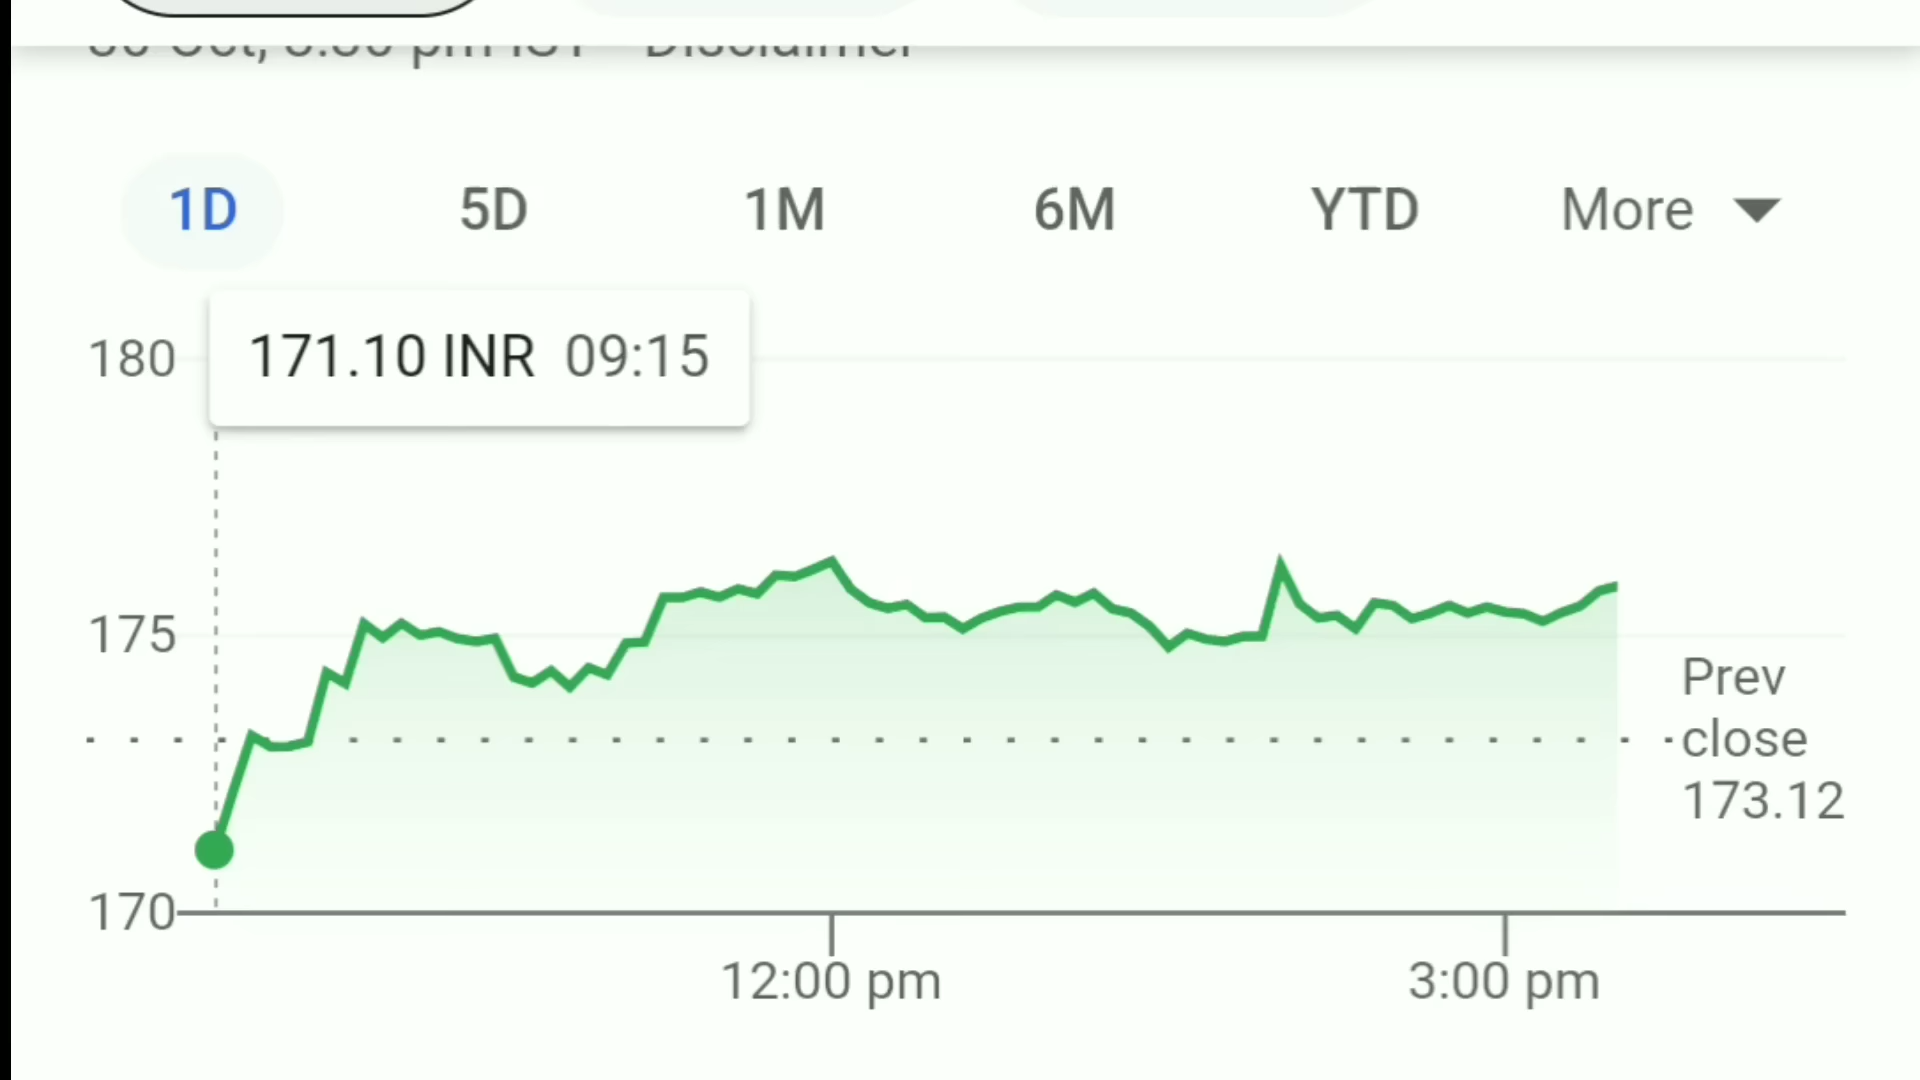 Disclaimer
1D 5D 1M 6M YTD More
171.10 INR 09:15
180
175
170
Prev
close
173.12
12:00 pm 3:00 pm